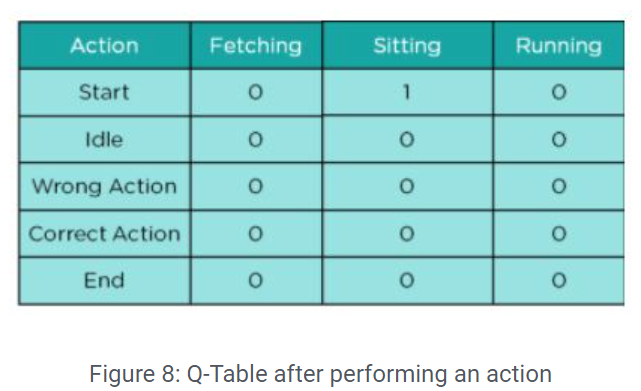 Action Fetching Sitting Running
Start 0 1 0
Idle 0 0 0
Wrong Action 0 0 0
Correct Action 0 0 0
End 0 0 0
Figure 8: Q-Table after performing an action